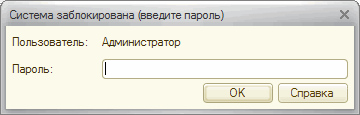 Система заблокирована (введите пароль)
Пользователь: Администратор
Пароль:
OK Справка